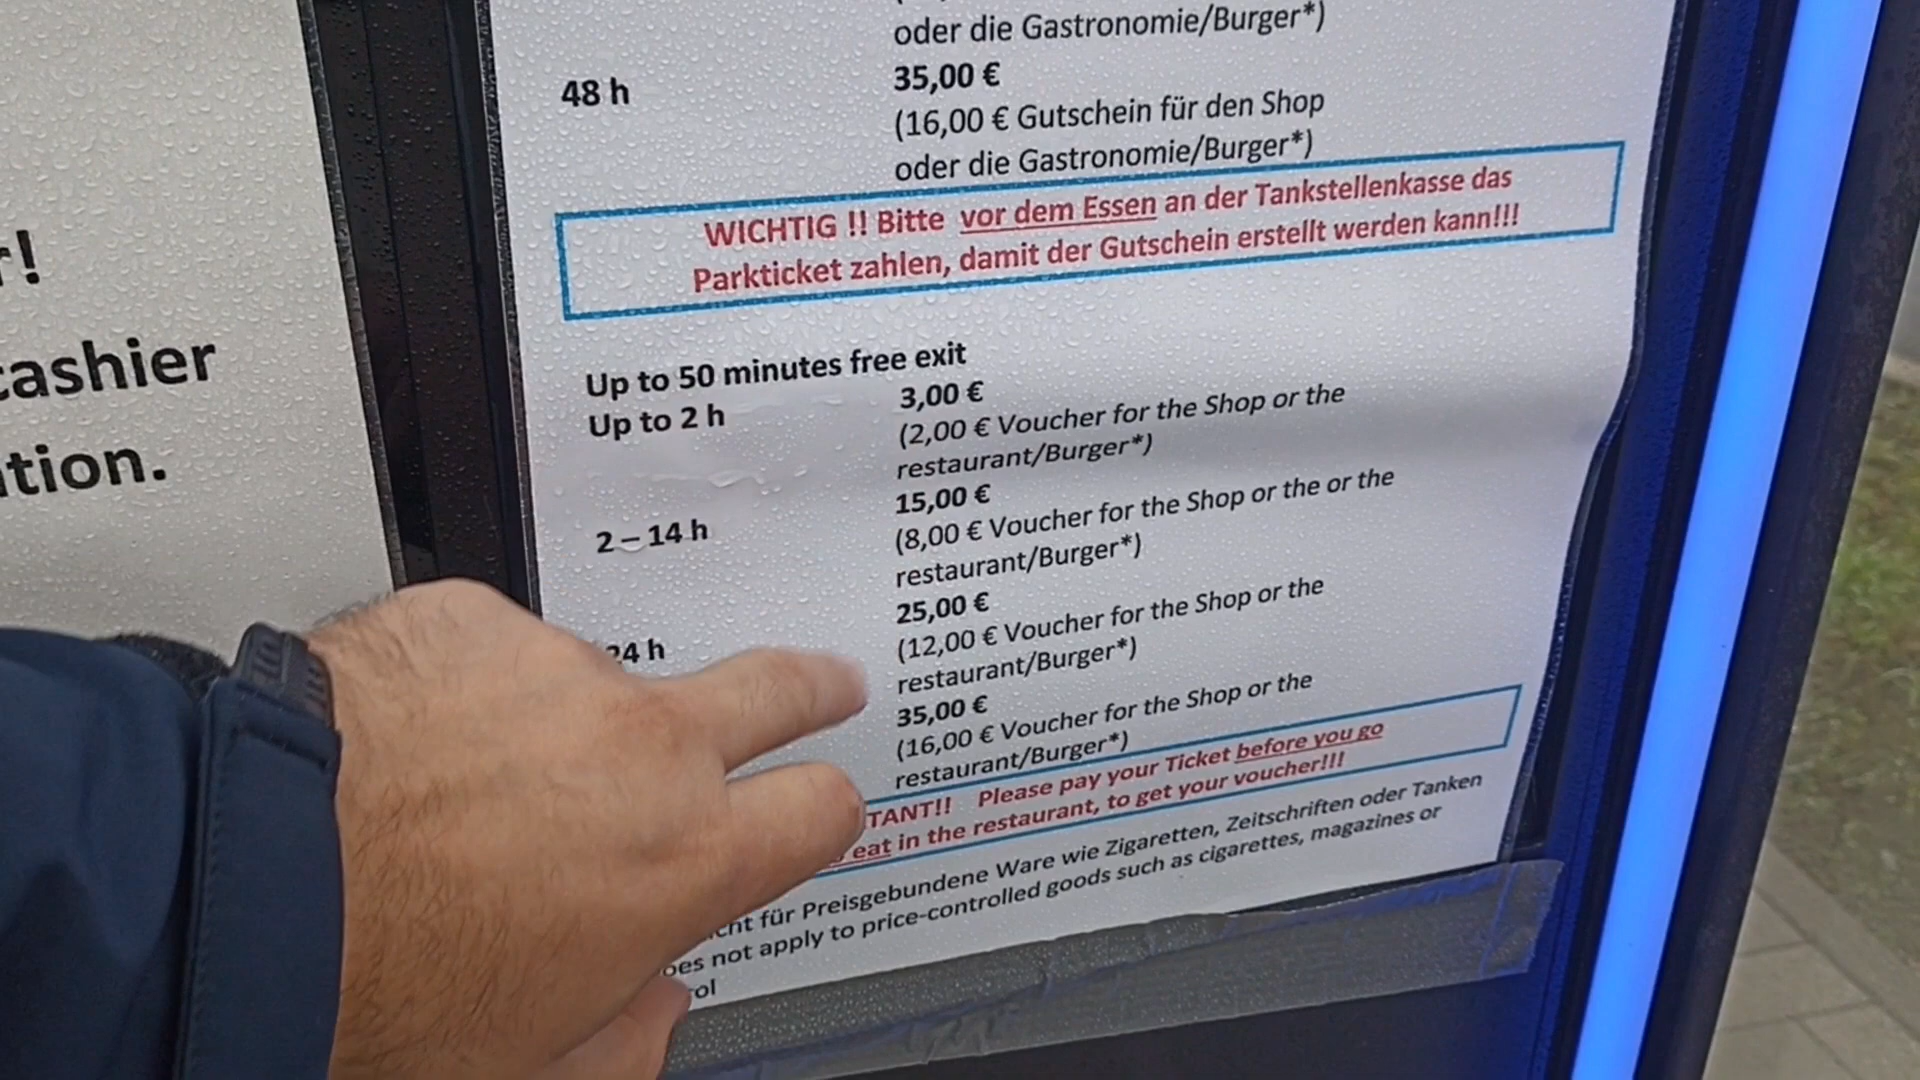 r!
cashier
tion.
oder die Gastronomie/Burger*)
48 h 35,00 €
(16,00 € Gutschein für den Shop
oder die Gastronomie/Burger*)
WICHTIG !! Bitte vor dem Essen an der Tankstellenkasse das
Parkticket zahlen, damit der Gutschein erstellt werden kann!!!
Up to 50 minutes free exit
Up to 2 h 3,00 €
(2,00 € Voucher for the Shop or the
restaurant/Burger*)
2 – 14 h 15,00 €
(8,00 € Voucher for the Shop or the or the
restaurant/Burger*)
24 h 25,00 €
(12,00 € Voucher for the Shop or the
restaurant/Burger*)
35,00 €
(16,00 € Voucher for the Shop or the
restaurant/Burger*)
TANT!! Please pay your Ticket before you go
eat in the restaurant, to get your voucher!!!
cht für Preisgebundene Ware wie Zigaretten, Zeitschriften oder Tanken
oes not apply to price-controlled goods such as cigarettes, magazines or
ol